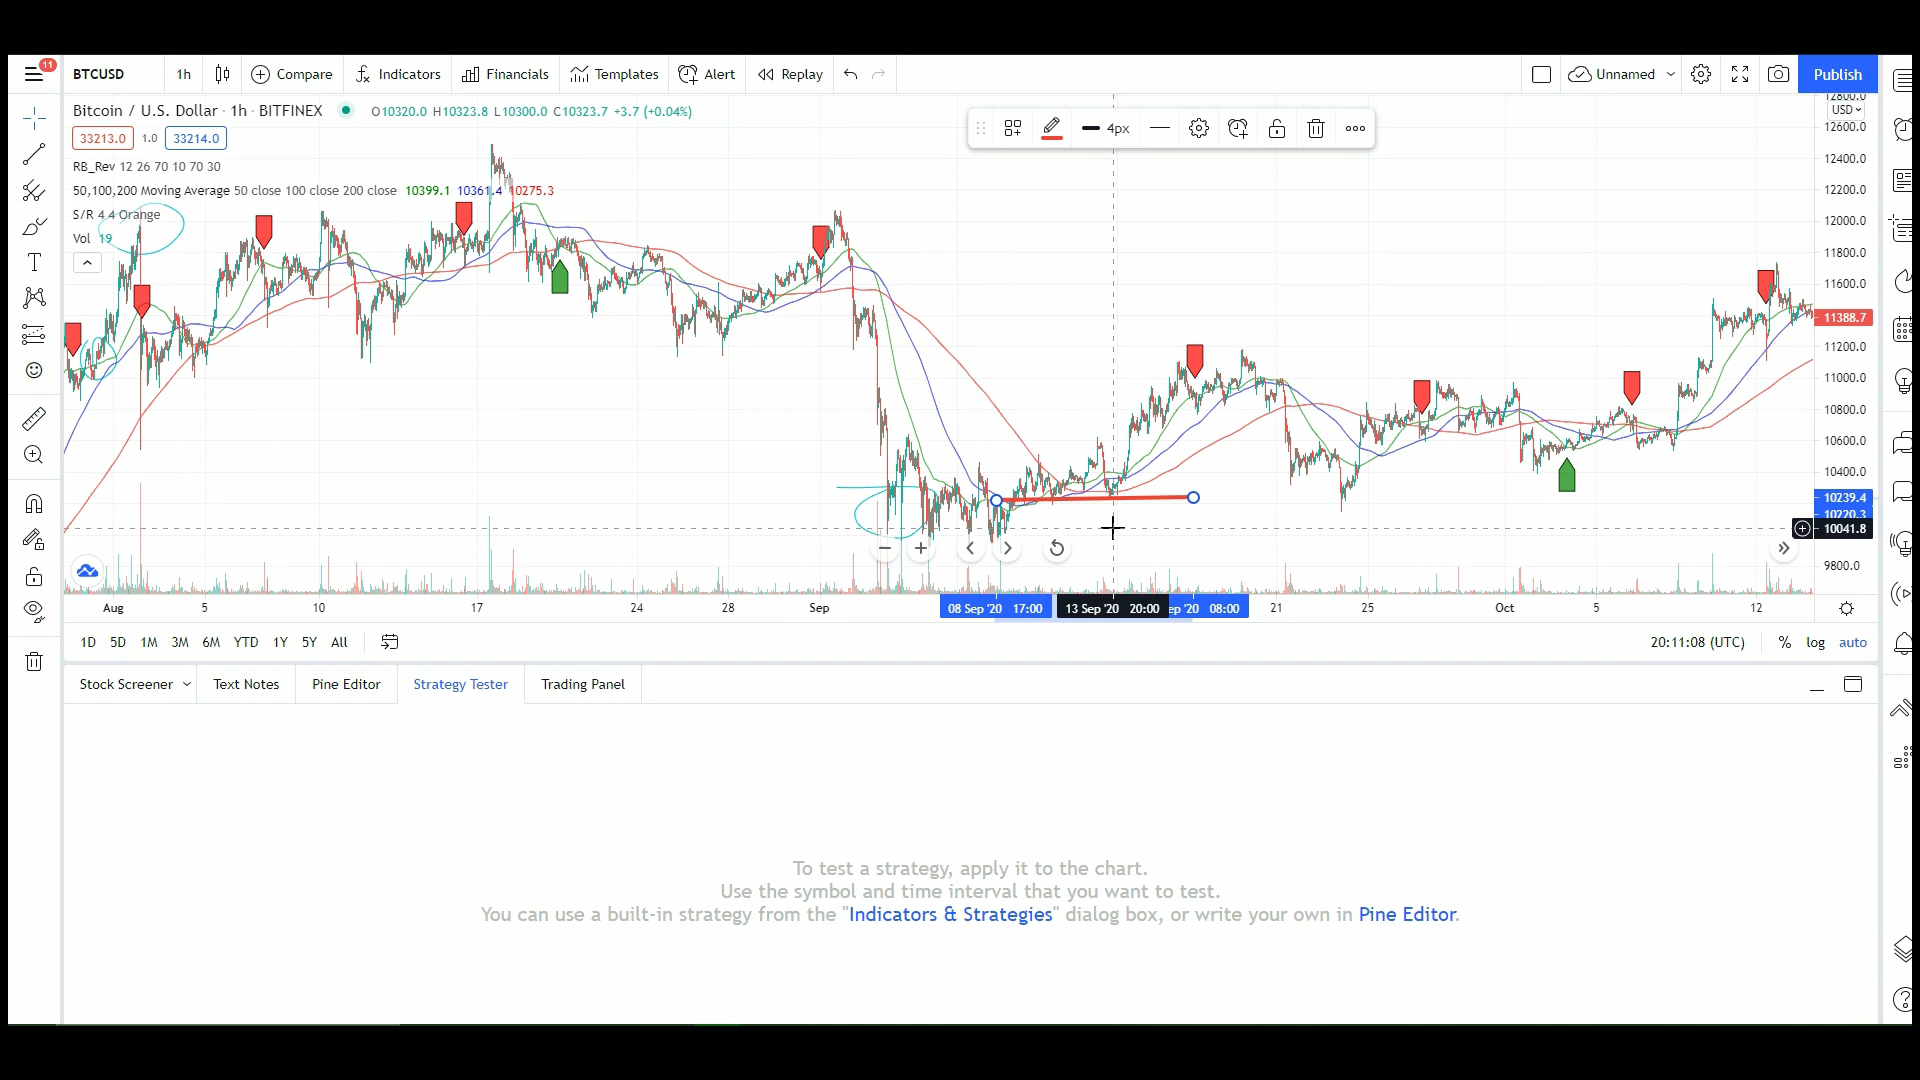 11
BTCUSD 1h Compare Indicators Financials Templates Alert Replay Unnamed Publish
Bitcoin / U.S. Dollar · 1h · BITFINEX O10320.0 H10323.8 L10300.0 C10323.7 +3.7 (+0.04%)
33213.0 1.0 33214.0
RB_Rev 12 26 70 10 70 30
50,100,200 Moving Average 50 close 100 close 200 close 10399.1 10361.4 10275.3
S/R 4 4 Orange
Vol 19
4px
12800.0
USD
12600.0
12400.0
12200.0
12000.0
11800.0
11600.0
11388.7
11200.0
11000.0
10800.0
10600.0
10400.0
10239.4
10220.3
10041.8
9800.0
Aug 5 10 17 24 28 Sep 08 Sep '20 17:00 13 Sep '20 20:00 ep '20 08:00 21 25 Oct 5 12
1D 5D 1M 3M 6M YTD 1Y 5Y All 20:11:08 (UTC) % log auto
Stock Screener Text Notes Pine Editor Strategy Tester Trading Panel
To test a strategy, apply it to the chart.
Use the symbol and time interval that you want to test.
You can use a built-in strategy from the "Indicators & Strategies" dialog box, or write your own in Pine Editor.